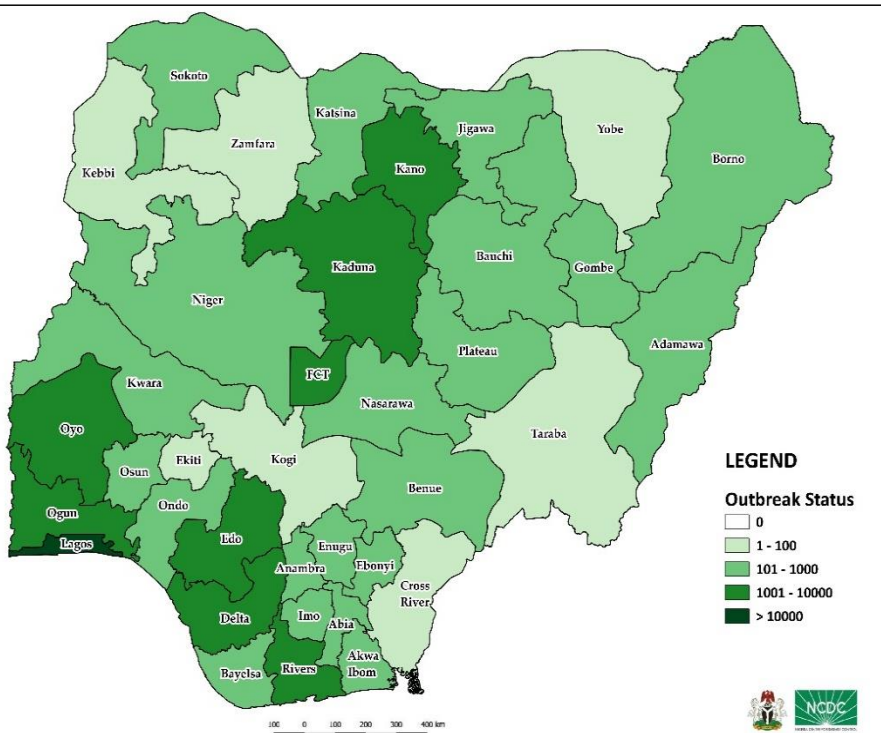 Sokoto
Katsina
Jigawa
Yobe
Borno
Zamfara
Kebbi
Kano
Kaduna
Bauchi
Gombe
Niger
Adamawa
Plateau
FCT
Kwara
Nasarawa
Taraba
Oyo
Kogi
Ekiti
Osun
Benue
Ondo
Ogun
Edo
Lagos
Enugu
Anambra
Ebonyi
Cross
River
Delta
Imo
Abia
Akwa
Ibom
Rivers
Bayelsa
LEGEND
Outbreak Status
0
1 - 100
101 - 1000
1001 - 10000
> 10000
100 0 100 200 300 400 km
NCDC